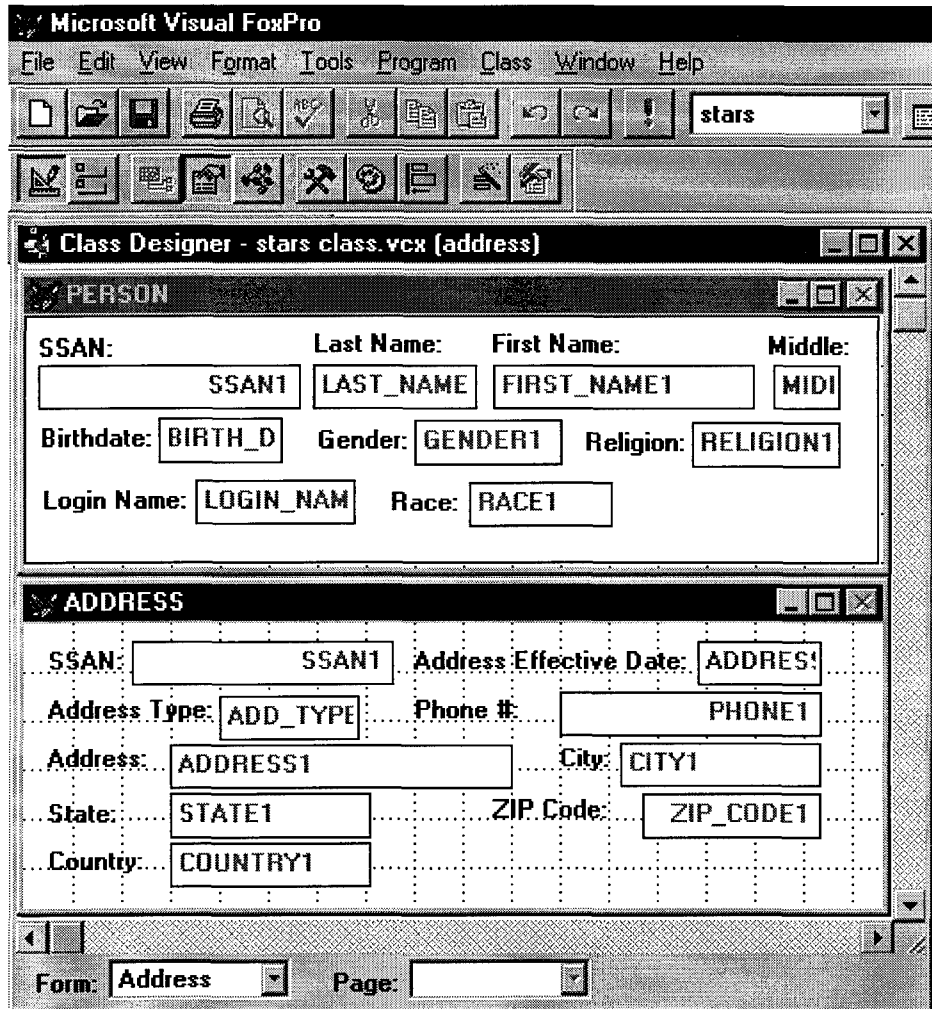 Microsoft Visual FoxPro
File Edit View Format Tools Program Class Window Help
ABC stars
Class Designer - stars class.vcx (address)
PERSON
SSAN: Last Name: First Name: Middle:
SSAN1 LAST_NAME FIRST_NAME1 MIDI
Birthdate: BIRTH_D Gender: GENDER1 Religion: RELIGION1
Login Name: LOGIN_NAM Race: RACE1
ADDRESS
SSAN: SSAN1 Address Effective Date: ADDRES
Address Type: ADD_TYPE Phone #: PHONE1
Address: ADDRESS1 City: CITY1
State: STATE1 ZIP Code: ZIP_CODE1
Country: COUNTRY1
Form: Address Page: